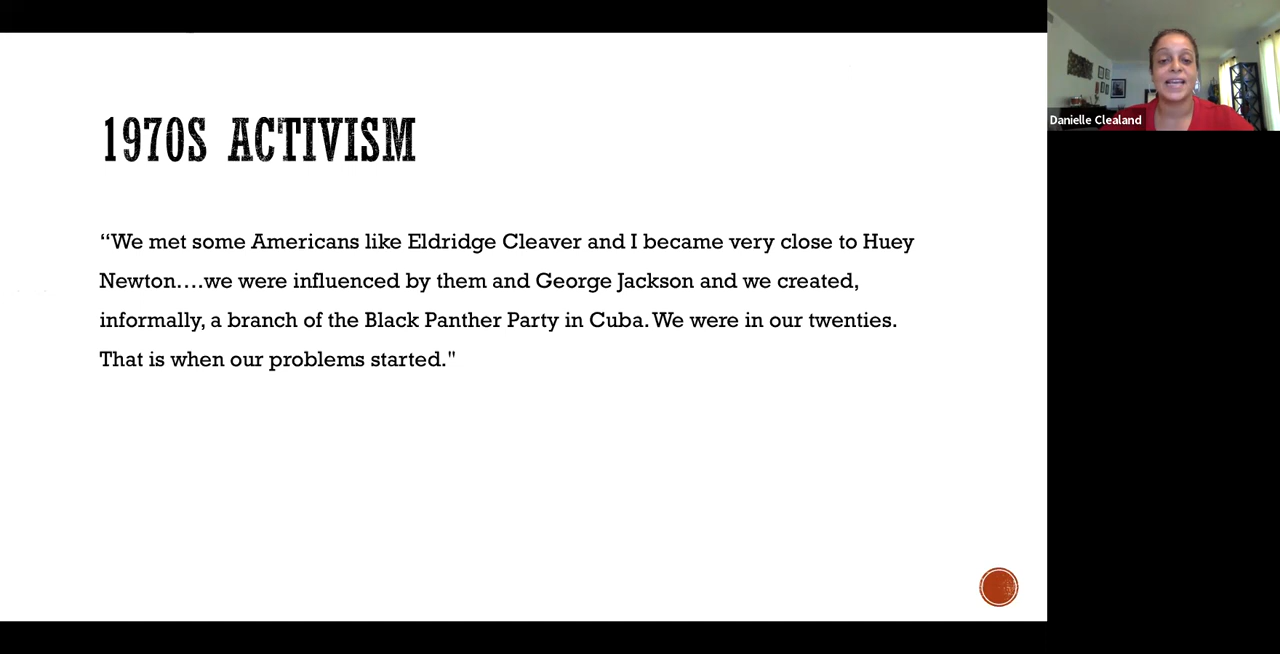 1970S ACTIVISM
“We met some Americans like Eldridge Cleaver and I became very close to Huey
Newton....we were influenced by them and George Jackson and we created,
informally, a branch of the Black Panther Party in Cuba. We were in our twenties.
That is when our problems started."
Danielle Clealand